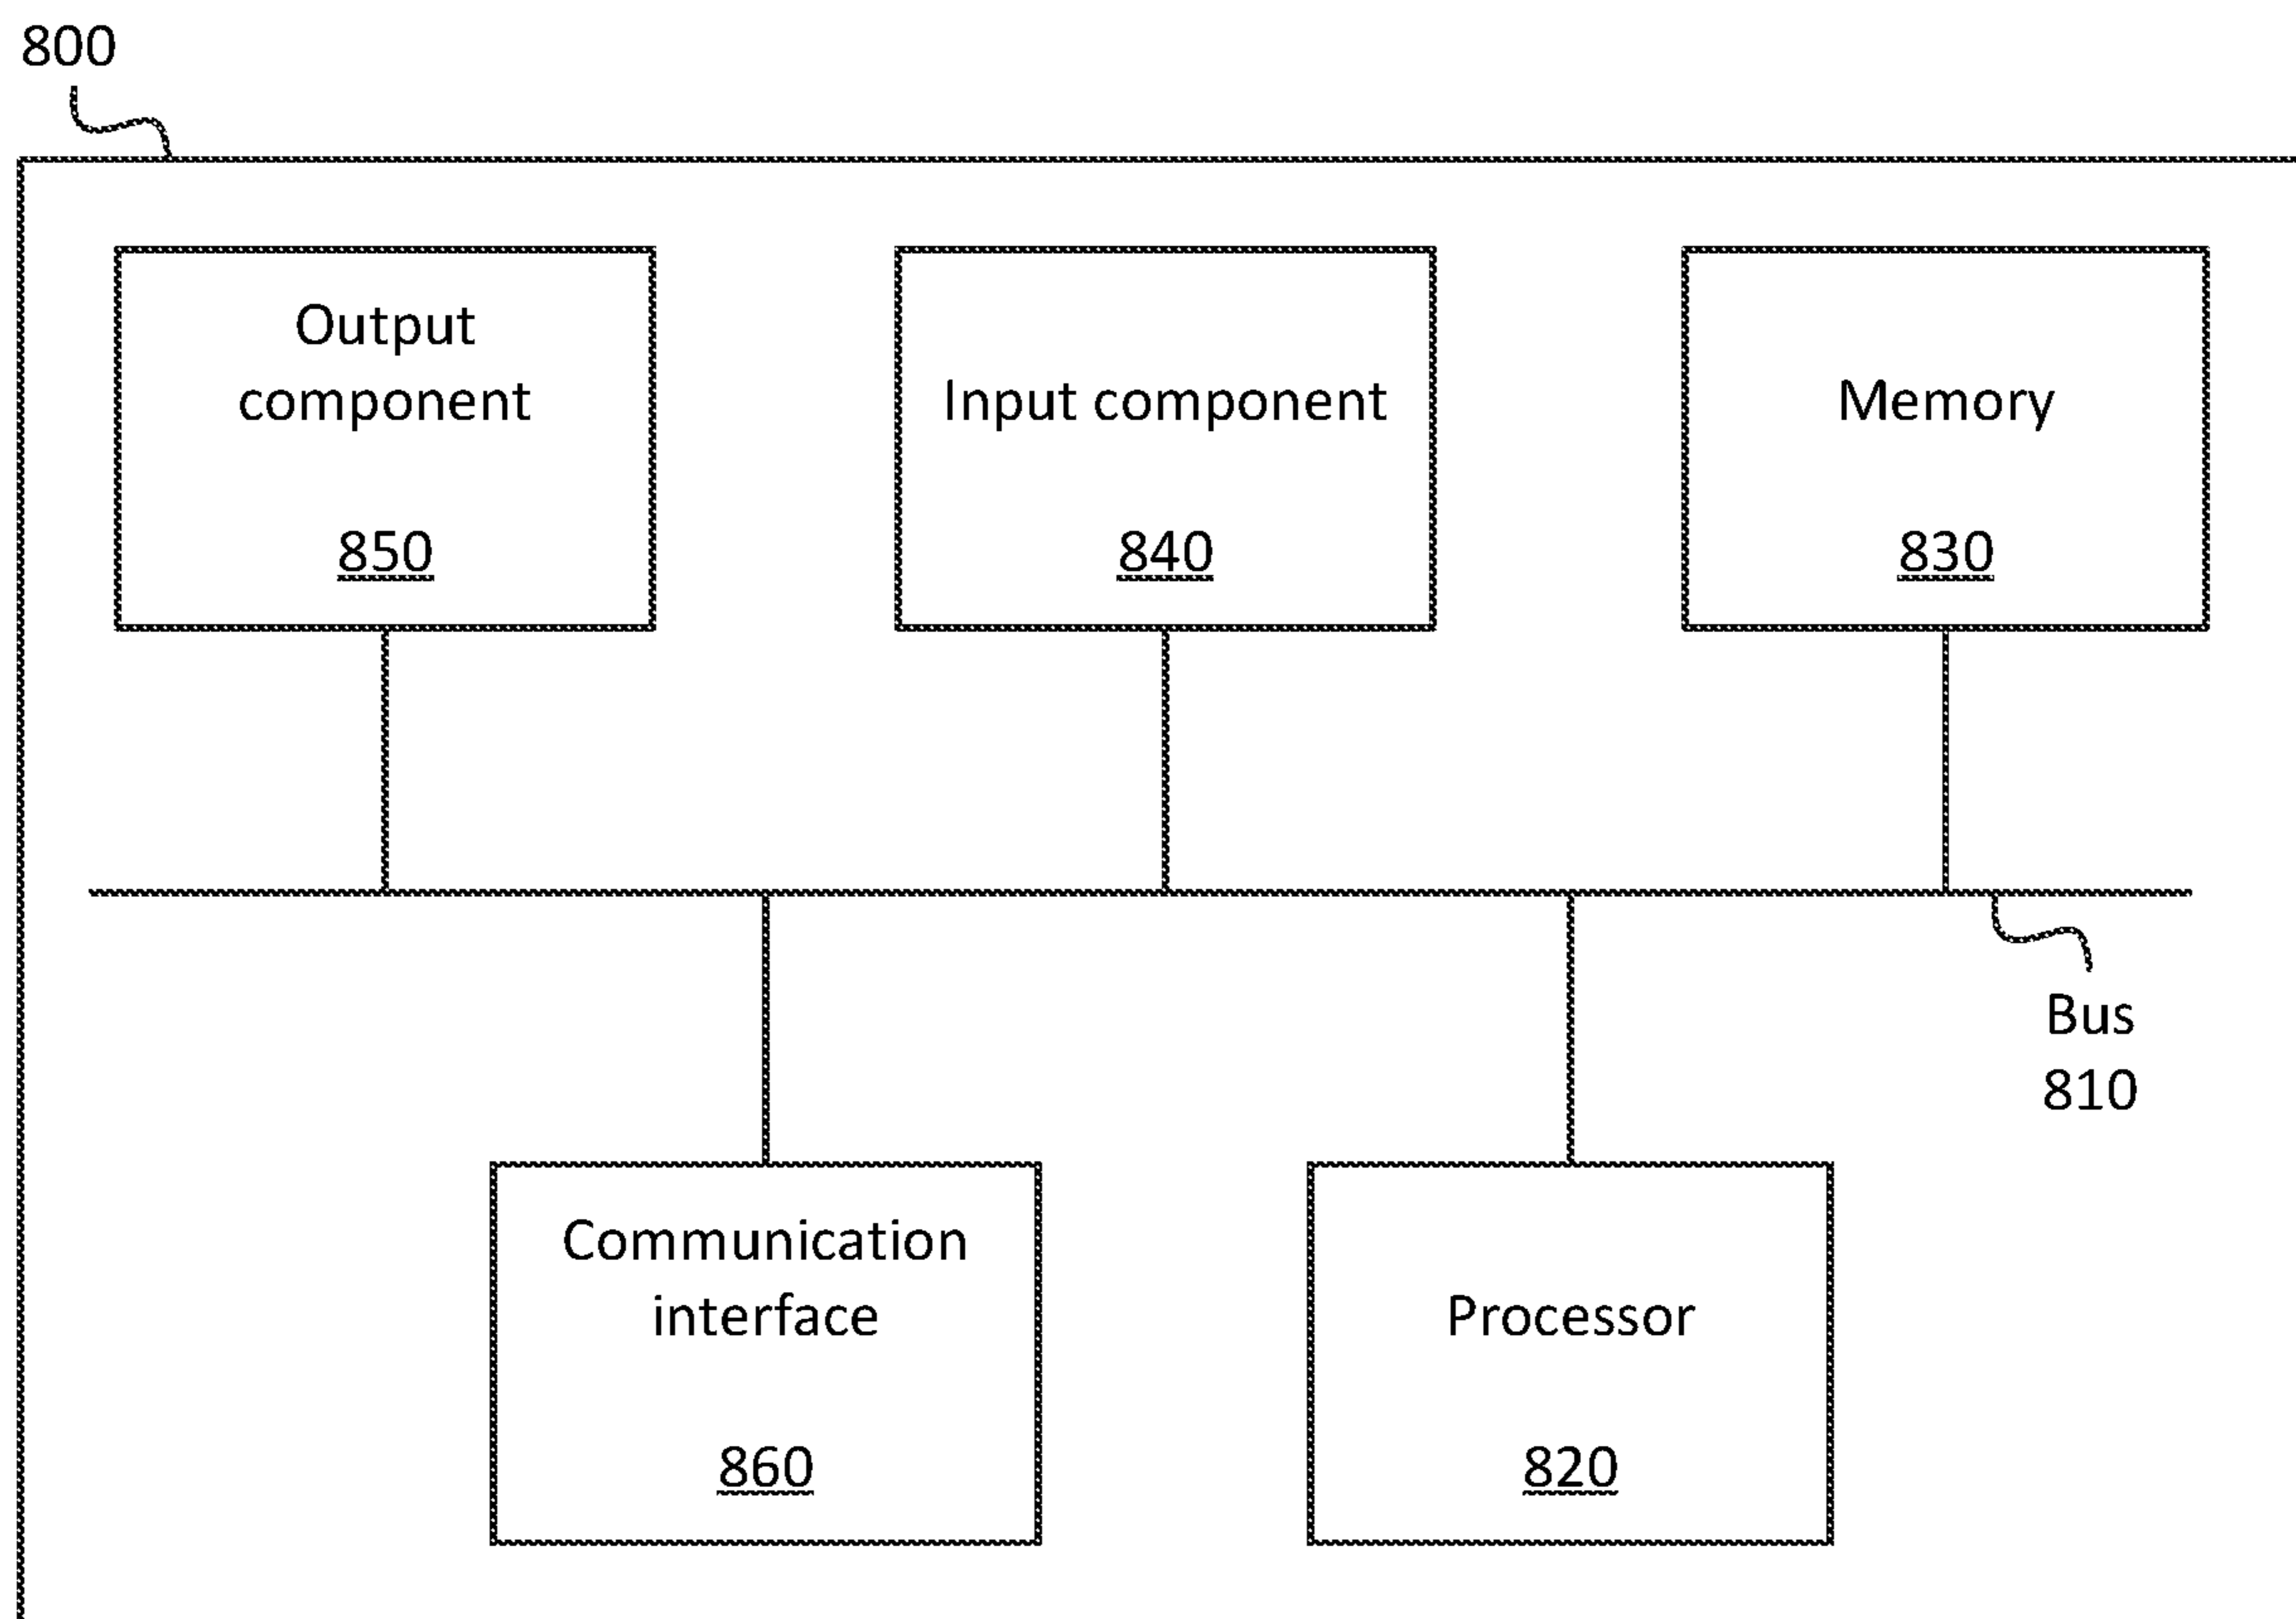 800
Output
component
850
Input component
840
Memory
830
Bus
810
Communication
interface
860
Processor
820